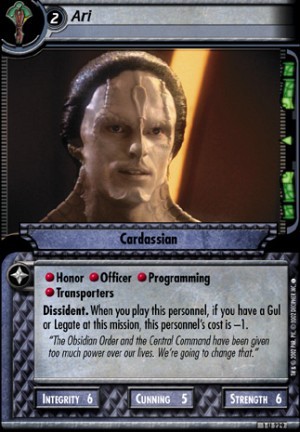 2 Ari
Cardassian
Honor Officer Programming
Transporters
Dissident. When you play this personnel, if you have a Gul
or Legate at this mission, this personnel's cost is –1.
"The Obsidian Order and the Central Command have been given
too much power over our lives. We're going to change that."
INTEGRITY 6 CUNNING 5 STRENGTH 6